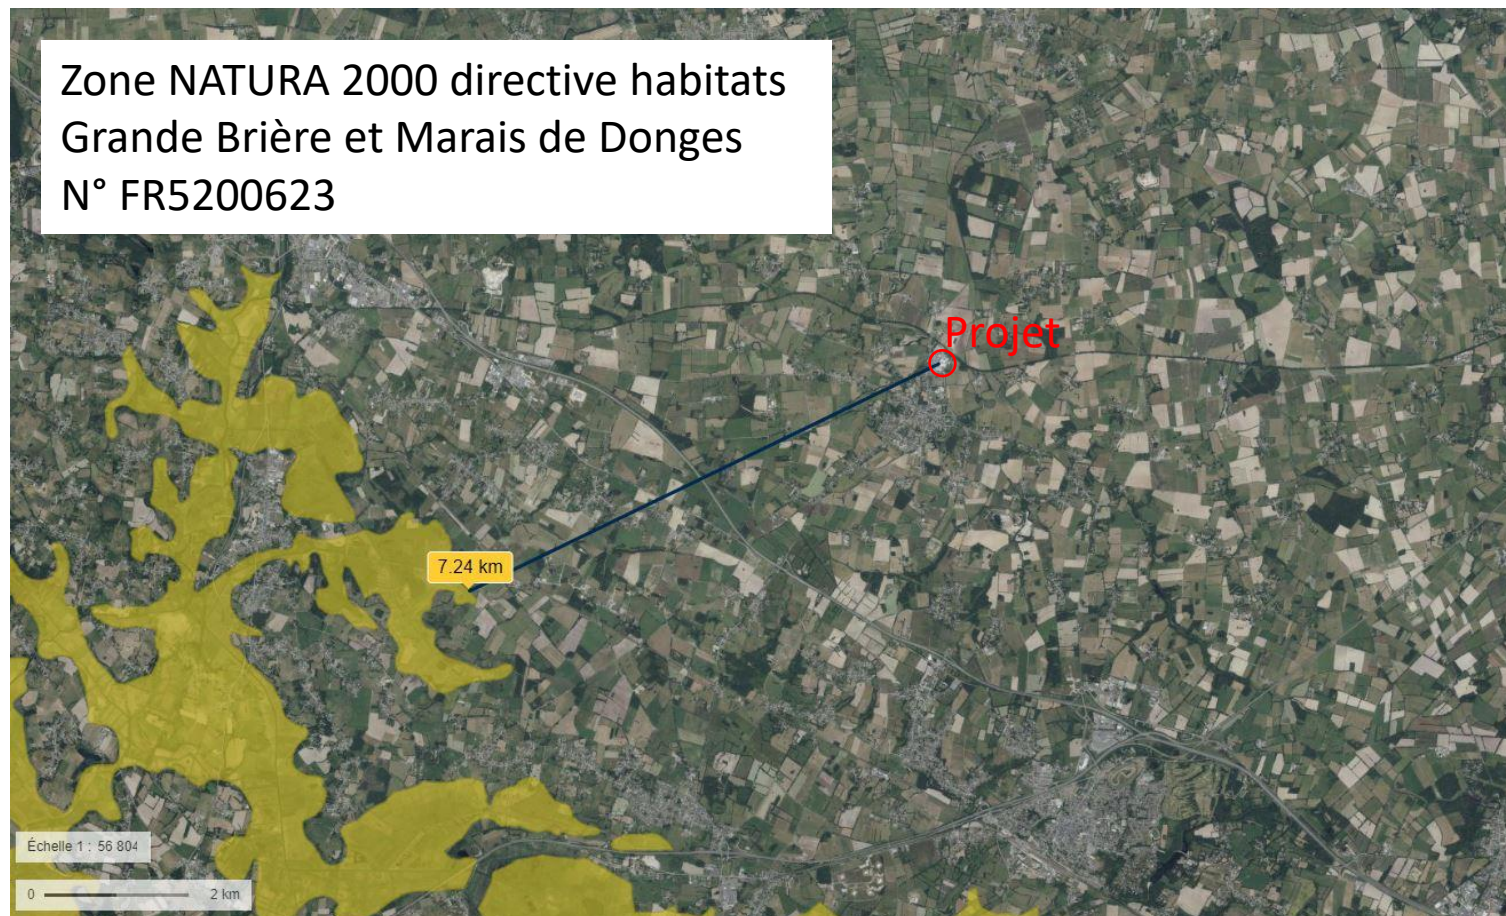 Zone NATURA 2000 directive habitats
Grande Brière et Marais de Donges
N° FR5200623
Projet
7.24 km
Échelle 1 : 56 804
0 2 km